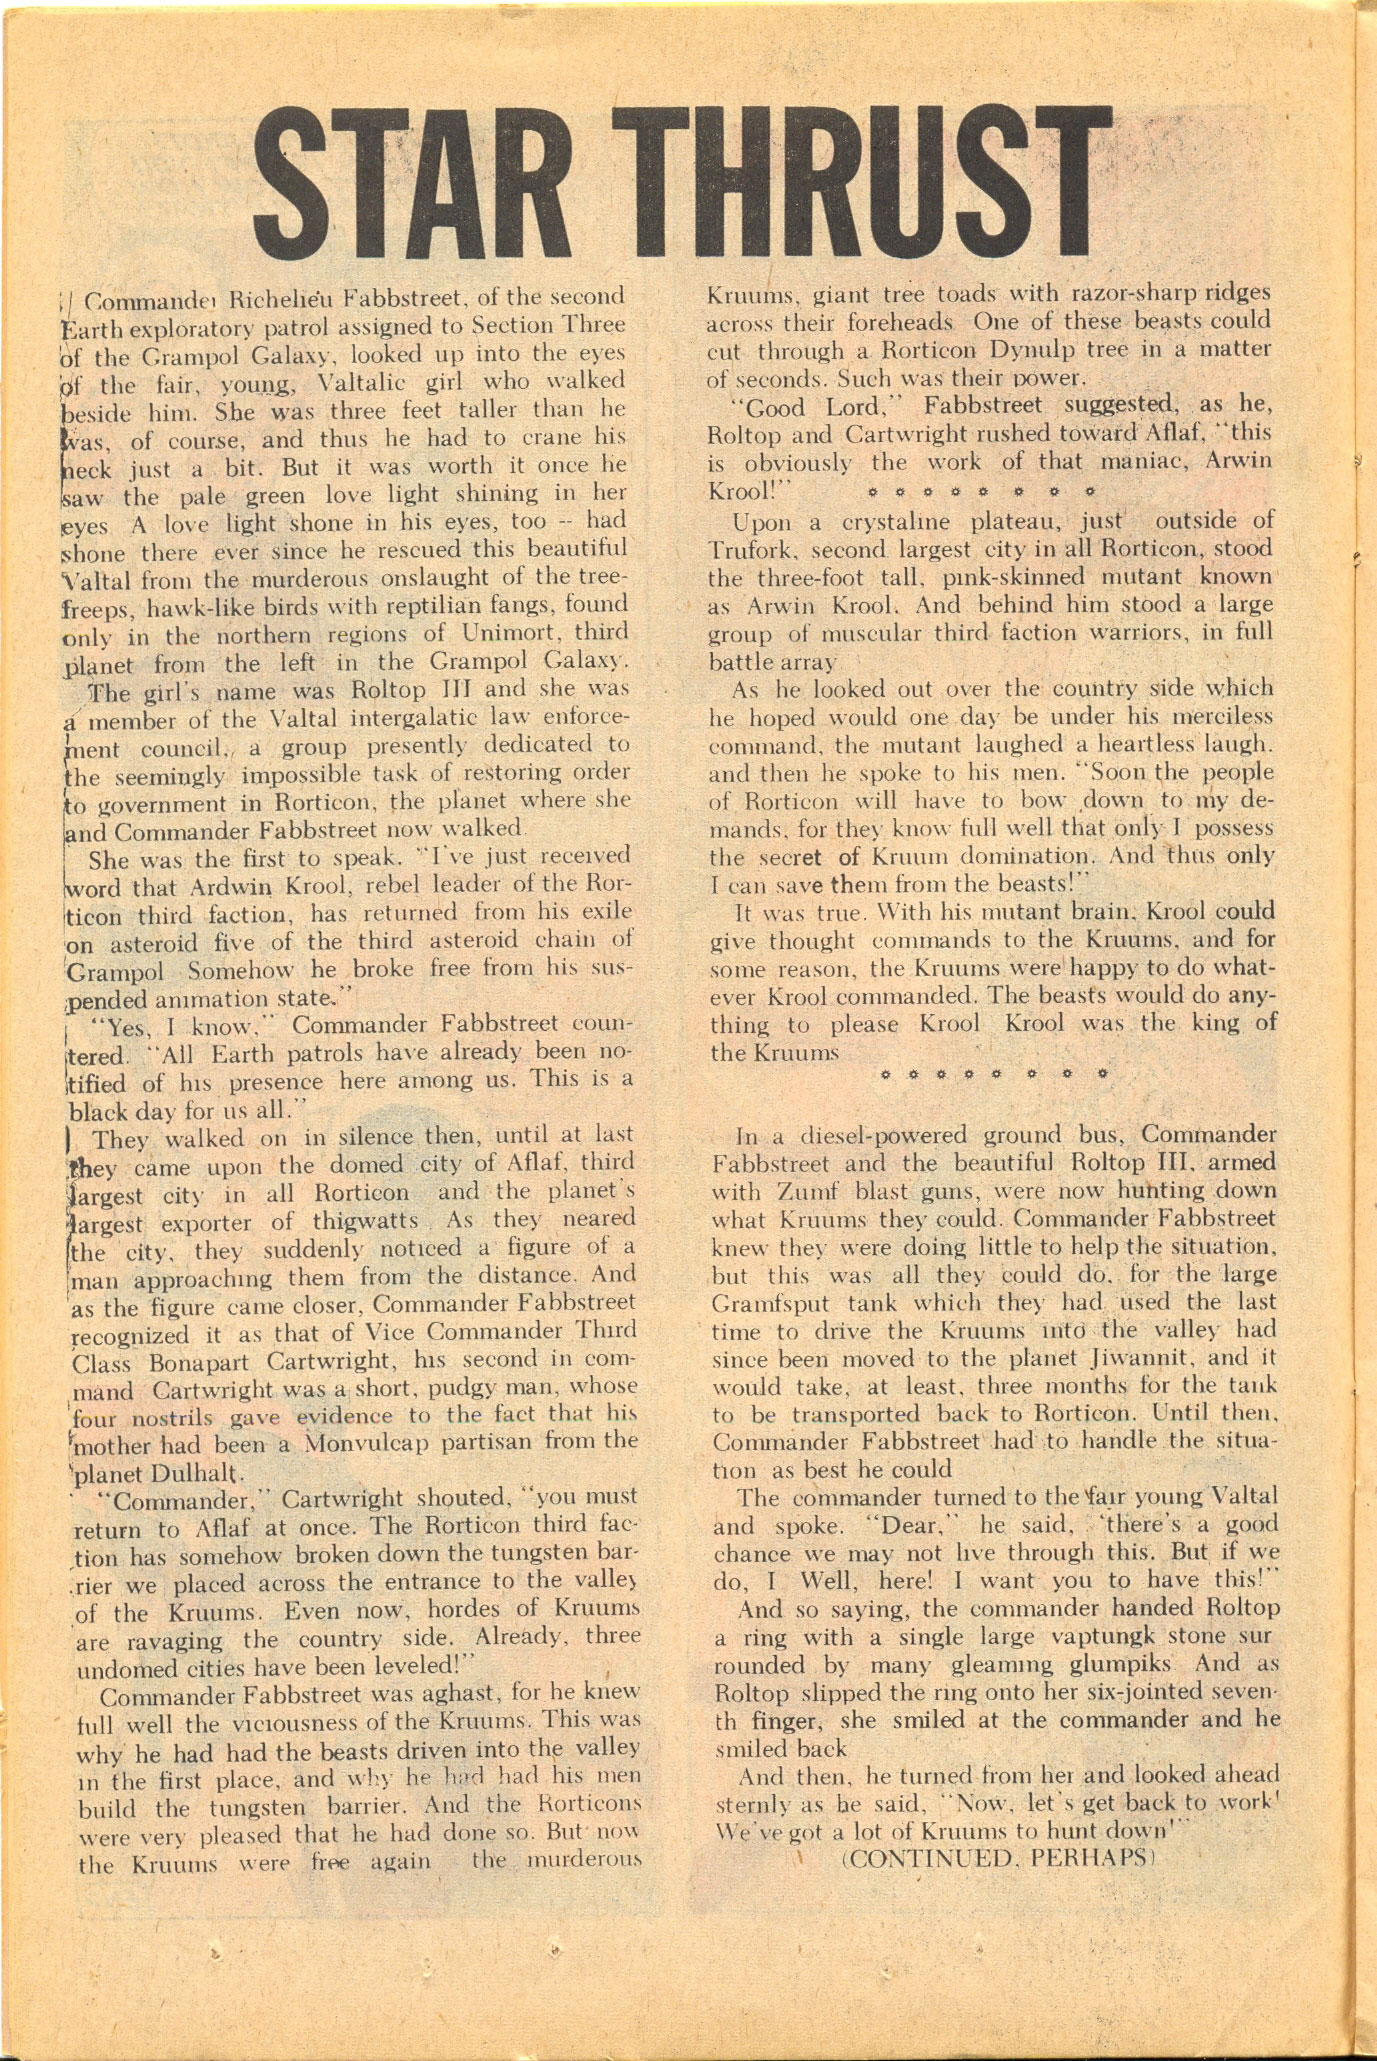 STAR THRUST
Commander Richelieu Fabbstreet, of the second
Earth exploratory patrol assigned to Section Three
of the Grampol Galaxy, looked up into the eyes
of the fair, young, Valtalic girl who walked
beside him. She was three feet taller than he
was, of course, and thus he had to crane his
neck just a bit. But it was worth it once he
saw the pale green love light shining in her
eyes A love light shone in his eyes, too -- had
shone there ever since he rescued this beautiful
Valtal from the murderous onslaught of the tree-
freeps, hawk-like birds with reptilian fangs, found
only in the northern regions of Unimort, third
planet from the left in the Grampol Galaxy.
The girl's name was Roltop III and she was
a member of the Valtal intergalatic law enforce-
ment council, a group presently dedicated to
the seemingly impossible task of restoring order
to government in Rorticon, the planet where she
and Commander Fabbstreet now walked.
She was the first to speak. "I've just received
word that Ardwin Krool, rebel leader of the Ror-
ticon third faction, has returned from his exile
on asteroid five of the third asteroid chain of
Grampol Somehow he broke free from his sus-
pended animation state."
"Yes, I know," Commander Fabbstreet coun-
tered. "All Earth patrols have already been no-
tified of his presence here among us. This is a
black day for us all."
They walked on in silence then, until at last
they came upon the domed city of Aflaf, third
largest city in all Rorticon and the planet's
largest exporter of thigwatts As they neared
the city, they suddenly noticed a figure of a
man approaching them from the distance. And
as the figure came closer, Commander Fabbstreet
recognized it as that of Vice Commander Third
Class Bonapart Cartwright, his second in com-
mand Cartwright was a short, pudgy man, whose
four nostrils gave evidence to the fact that his
mother had been a Monvulcap partisan from the
planet Dulhalt.
"Commander," Cartwright shouted, "you must
return to Aflaf at once. The Rorticon third fac-
tion has somehow broken down the tungsten bar-
rier we placed across the entrance to the valley
of the Kruums. Even now, hordes of Kruums
are ravaging the country side. Already, three
undomed cities have been leveled!"
Commander Fabbstreet was aghast, for he knew
full well the viciousness of the Kruums. This was
why he had had the beasts driven into the valley
in the first place, and why he had had his men
build the tungsten barrier. And the Rorticons
were very pleased that he had done so. But now
the Kruums were free again the murderous
Kruums, giant tree toads with razor-sharp ridges
across their foreheads One of these beasts could
cut through a Rorticon Dynulp tree in a matter
of seconds. Such was their power.
"Good Lord," Fabbstreet suggested, as he,
Roltop and Cartwright rushed toward Aflaf, "this
is obviously the work of that maniac, Arwin
Krool!" * * * * * * * *
Upon a crystaline plateau, just outside of
Trufork, second largest city in all Rorticon, stood
the three-foot tall, pink-skinned mutant known
as Arwin Krool. And behind him stood a large
group of muscular third faction warriors, in full
battle array
As he looked out over the country side which
he hoped would one day be under his merciless
command, the mutant laughed a heartless laugh.
and then he spoke to his men. "Soon the people
of Rorticon will have to bow down to my de-
mands, for they know full well that only I possess
the secret of Kruum domination. And thus only
I can save them from the beasts!"
It was true. With his mutant brain, Krool could
give thought commands to the Kruums, and for
some reason, the Kruums were happy to do what-
ever Krool commanded. The beasts would do any-
thing to please Krool Krool was the king of
the Kruums
* * * * * * * *
In a diesel-powered ground bus, Commander
Fabbstreet and the beautiful Roltop III, armed
with Zumf blast guns, were now hunting down
what Kruums they could. Commander Fabbstreet
knew they were doing little to help the situation,
but this was all they could do, for the large
Gramfsput tank which they had used the last
time to drive the Kruums into the valley had
since been moved to the planet Jiwannit, and it
would take, at least, three months for the tank
to be transported back to Rorticon. Until then,
Commander Fabbstreet had to handle the situa-
tion as best he could
The commander turned to the fair young Valtal
and spoke. "Dear," he said, "there's a good
chance we may not live through this. But if we
do, I Well, here! I want you to have this!"
And so saying, the commander handed Roltop
a ring with a single large vaptungk stone sur
rounded by many gleaming glumpiks And as
Roltop slipped the ring onto her six-jointed seven-
th finger, she smiled at the commander and he
smiled back
And then, he turned from her and looked ahead
sternly as he said, "Now, let's get back to work!
We've got a lot of Kruums to hunt down!"
(CONTINUED, PERHAPS)